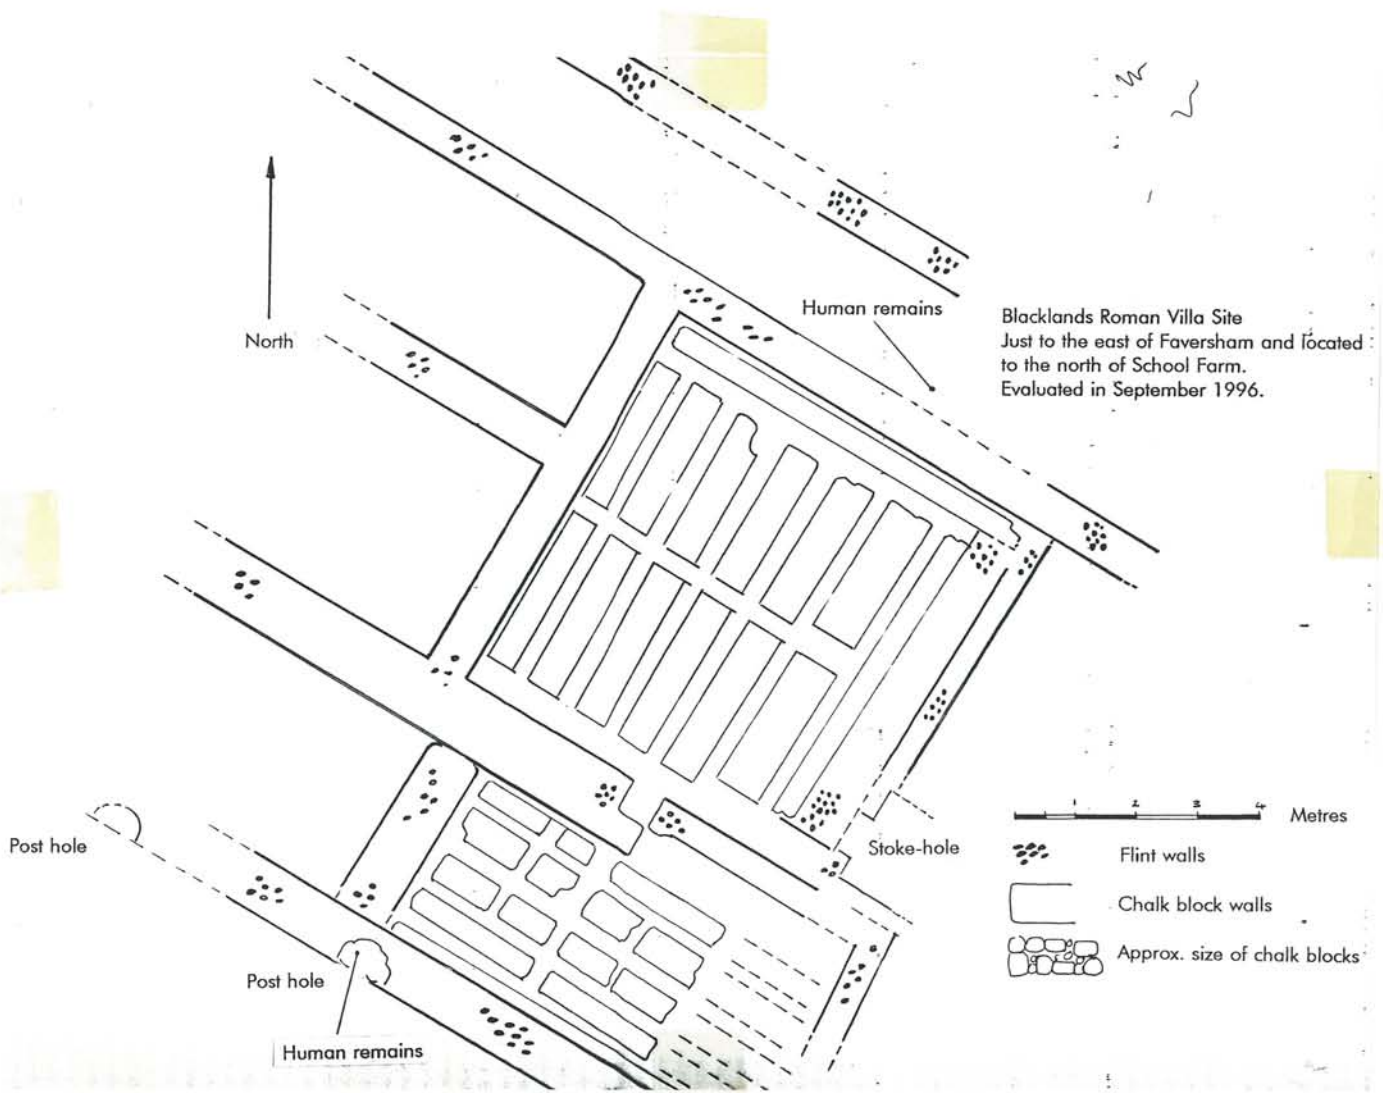 North
Human remains
Blacklands Roman Villa Site
Just to the east of Faversham and located
to the north of School Farm.
Evaluated in September 1996.
Post hole
Stoke-hole
1 2 3 4
Metres
Flint walls
Chalk block walls
Approx. size of chalk blocks
Post hole
Human remains